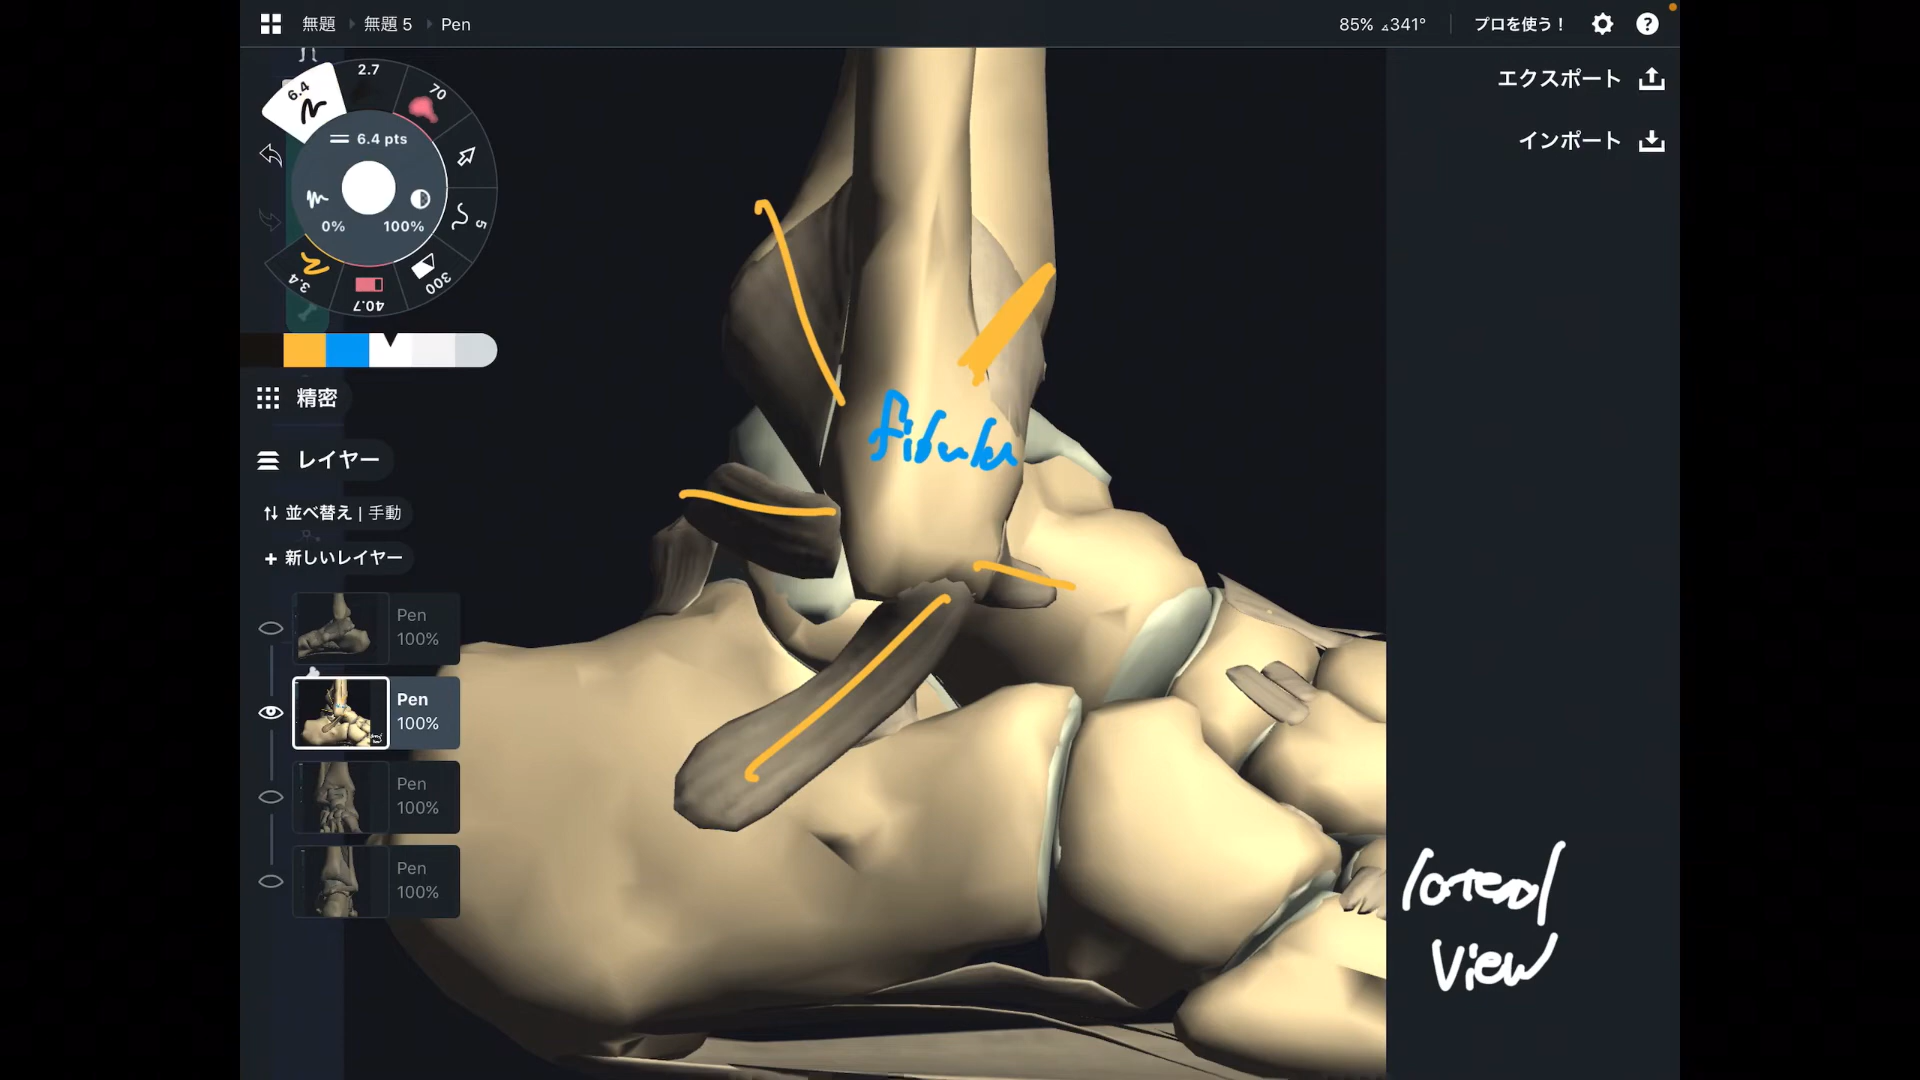 無題 無題 5 Pen
85% ⊿341° プロを使う！
エクスポート
インポート
2.7
70
6.4
6.4 pts
0% 100%
5
300
40.7
3.4
精密
レイヤー
並べ替え | 手動
+ 新しいレイヤー
Pen
100%
Pen
100%
Pen
100%
Pen
100%
fibula
lateral
View